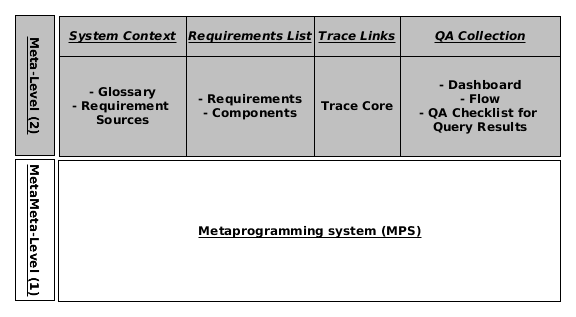 Meta-Level (2)
System Context
Requirements List
Trace Links
QA Collection
- Glossary
- Requirement
Sources
- Requirements
- Components
Trace Core
- Dashboard
- Flow
- QA Checklist for
Query Results
MetaMeta-Level (1)
Metaprogramming system (MPS)